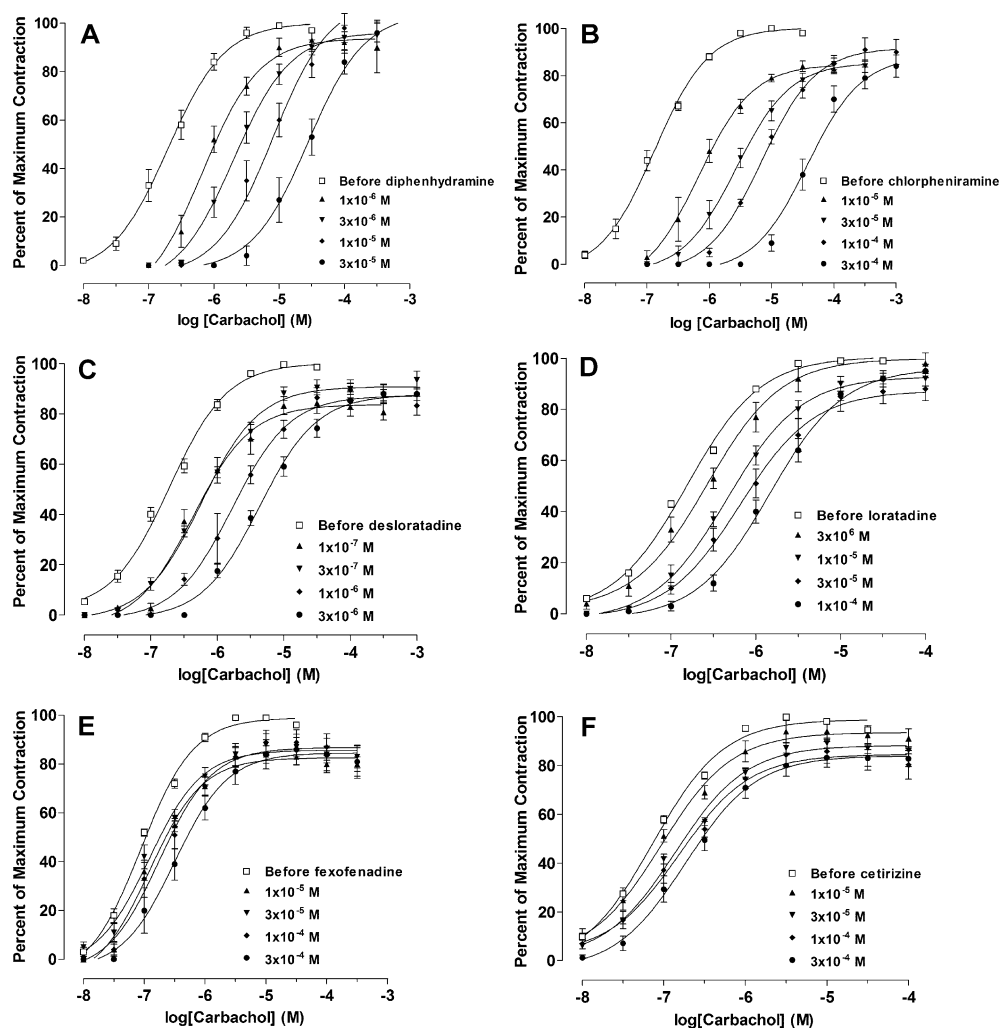 A
Percent of Maximum Contraction
100
80
60
40
20
0
Before diphenhydramine
1x10⁻⁶ M
3x10⁻⁶ M
1x10⁻⁵ M
3x10⁻⁵ M
-8 -7 -6 -5 -4 -3
log [Carbachol] (M)
B
Percent of Maximum Contraction
100
80
60
40
20
0
Before chlorpheniramine
1x10⁻⁵ M
3x10⁻⁵ M
1x10⁻⁴ M
3x10⁻⁴ M
-8 -7 -6 -5 -4 -3
log [Carbachol] (M)
C
Percent of Maximum Contraction
100
80
60
40
20
0
Before desloratadine
1x10⁻⁷ M
3x10⁻⁷ M
1x10⁻⁶ M
3x10⁻⁶ M
-8 -7 -6 -5 -4 -3
log[Carbachol] (M)
D
Percent of Maximum Contraction
100
80
60
40
20
0
Before loratadine
3x10⁶ M
1x10⁻⁵ M
3x10⁻⁵ M
1x10⁻⁴ M
-8 -7 -6 -5 -4
log[Carbachol] (M)
E
Percent of Maximum Contraction
100
80
60
40
20
0
Before fexofenadine
1x10⁻⁵ M
3x10⁻⁵ M
1x10⁻⁴ M
3x10⁻⁴ M
-8 -7 -6 -5 -4 -3
log[Carbachol] (M)
F
Percent of Maximum Contraction
100
80
60
40
20
0
Before cetirizine
1x10⁻⁵ M
3x10⁻⁵ M
1x10⁻⁴ M
3x10⁻⁴ M
-8 -7 -6 -5 -4
log[Carbachol] (M)